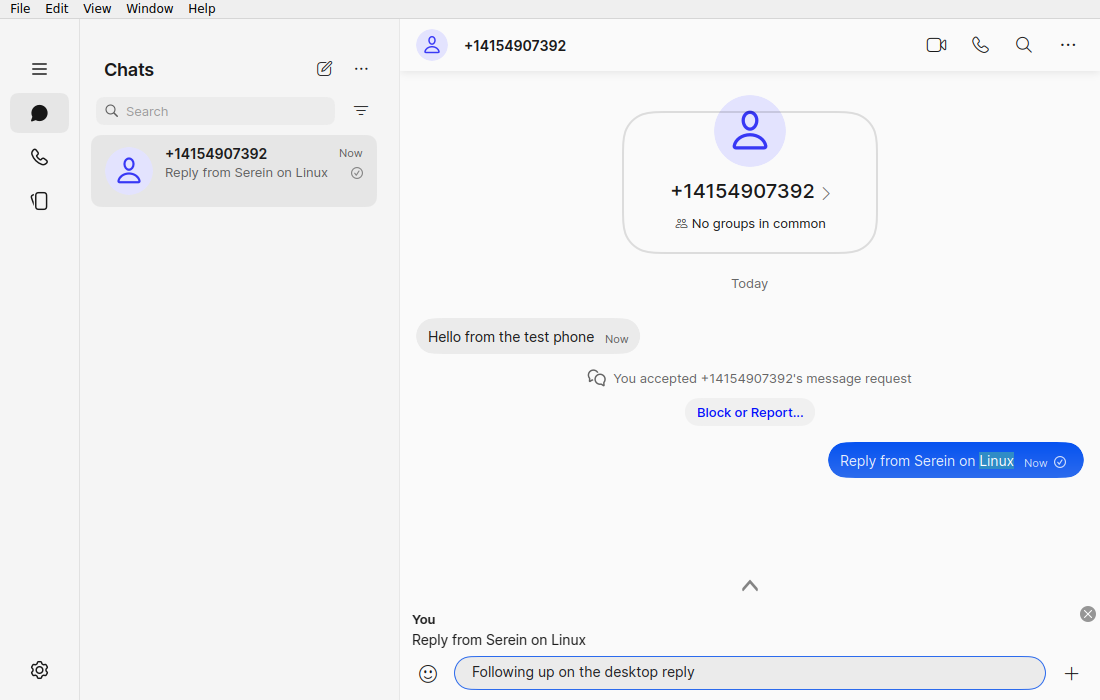 File Edit View Window Help
Chats
Search
+14154907392 Now
Reply from Serein on Linux
+14154907392
+14154907392
No groups in common
Today
Hello from the test phone Now
You accepted +14154907392's message request
Block or Report...
Reply from Serein on Linux Now
You
Reply from Serein on Linux
Following up on the desktop reply